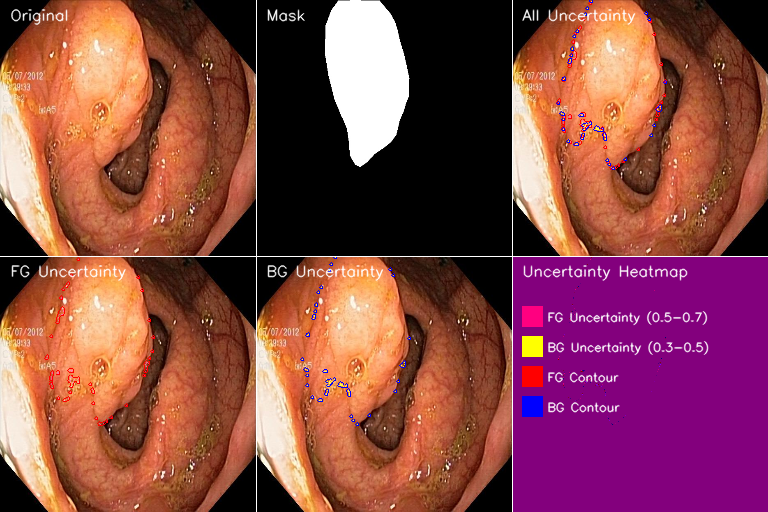 Original
Mask
All Uncertainty
FG Uncertainty
BG Uncertainty
Uncertainty Heatmap
FG Uncertainty (0.5-0.7)
BG Uncertainty (0.3-0.5)
FG Contour
BG Contour